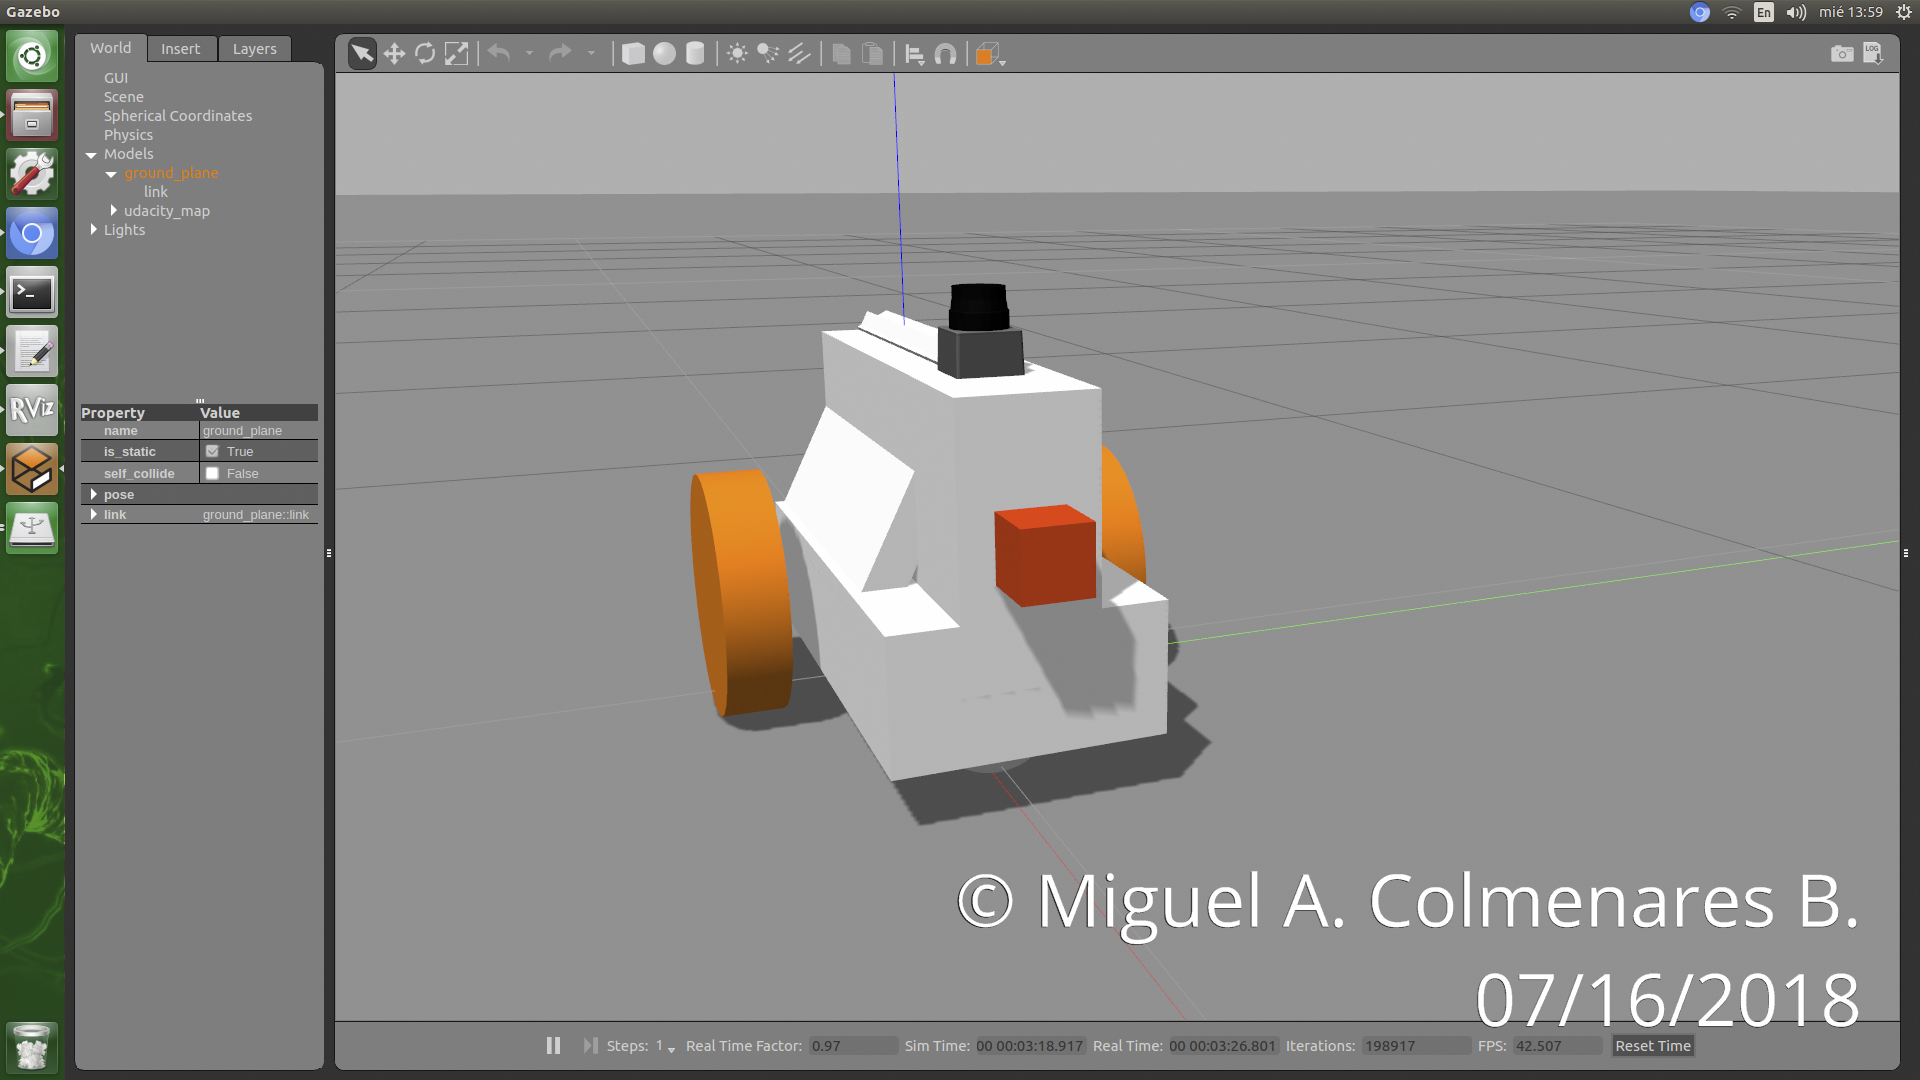 Gazebo
En
mié 13:59
World Insert Layers
GUI
Scene
Spherical Coordinates
Physics
Models
ground_plane
link
udacity_map
Lights
LOG
RViz
Property Value
name ground_plane
is_static True
self_collide False
pose
link ground_plane::link
© Miguel A. Colmenares B.
07/16/2018
Steps: 1 Real Time Factor: 0.97 Sim Time: 00 00:03:18.917 Real Time: 00 00:03:26.801 Iterations: 198917 FPS: 42.507 Reset Time